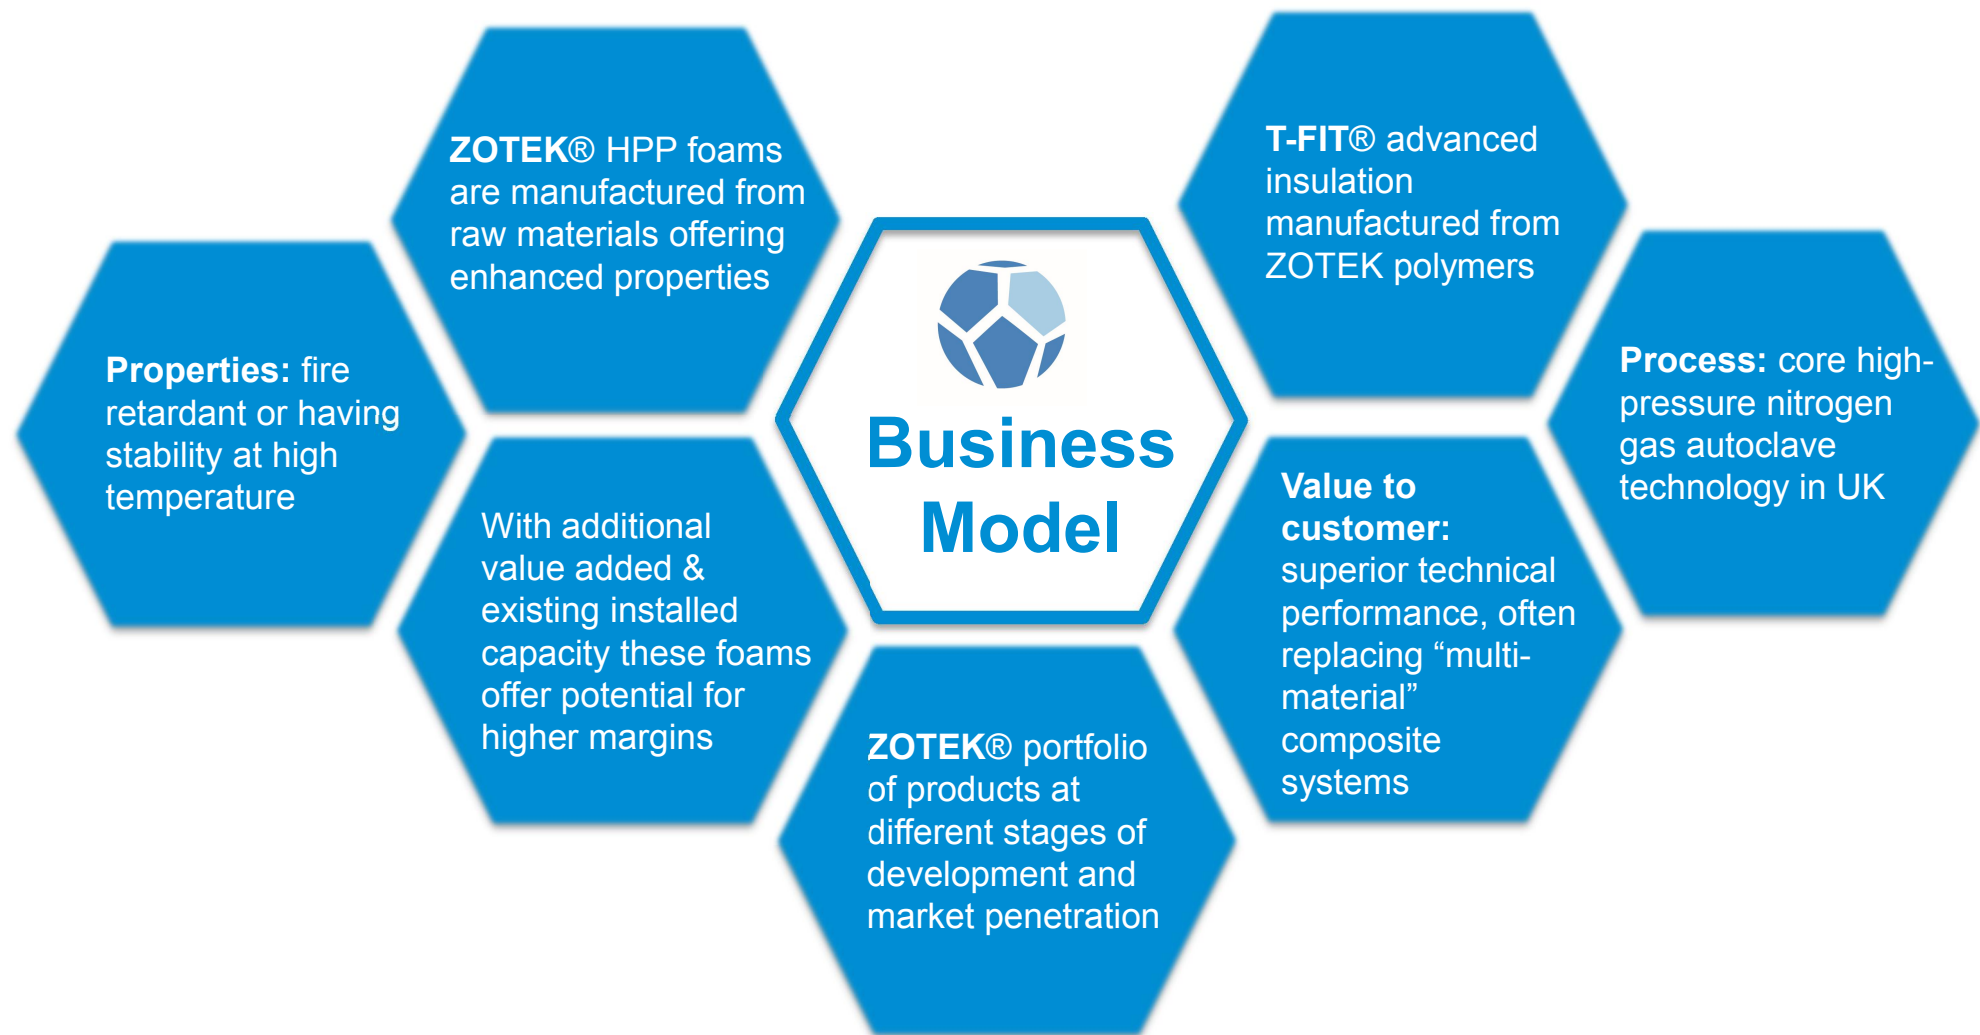 ZOTEK® HPP foams
are manufactured from
raw materials offering
enhanced properties
Properties: fire
retardant or having
stability at high
temperature
With additional
value added &
existing installed
capacity these foams
offer potential for
higher margins
Business
Model
ZOTEK® portfolio
of products at
different stages of
development and
market penetration
T-FIT® advanced
insulation
manufactured from
ZOTEK polymers
Value to
customer:
superior technical
performance, often
replacing “multi-
material”
composite
systems
Process: core high-
pressure nitrogen
gas autoclave
technology in UK